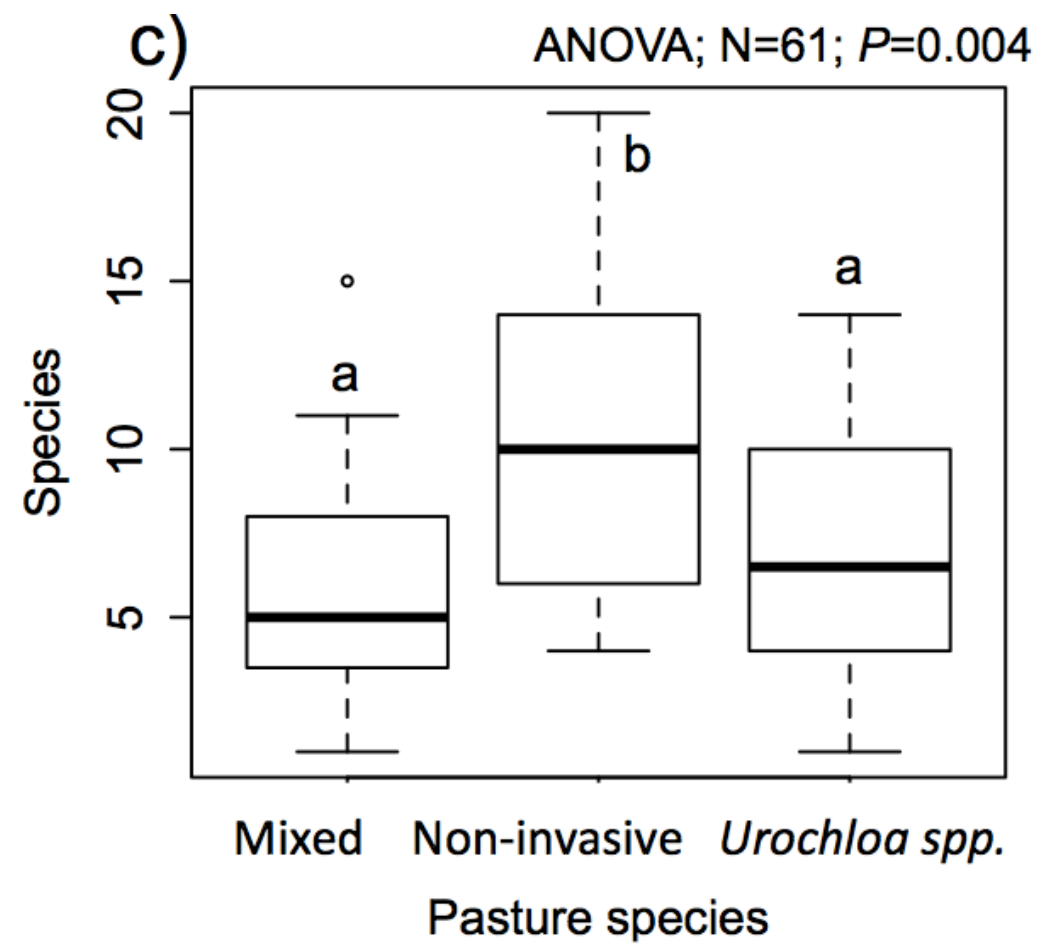 c)
ANOVA; N=61; P=0.004
20
15
10
5
Species
b
a
a
Mixed
Non-invasive
Urochloa spp.
Pasture species